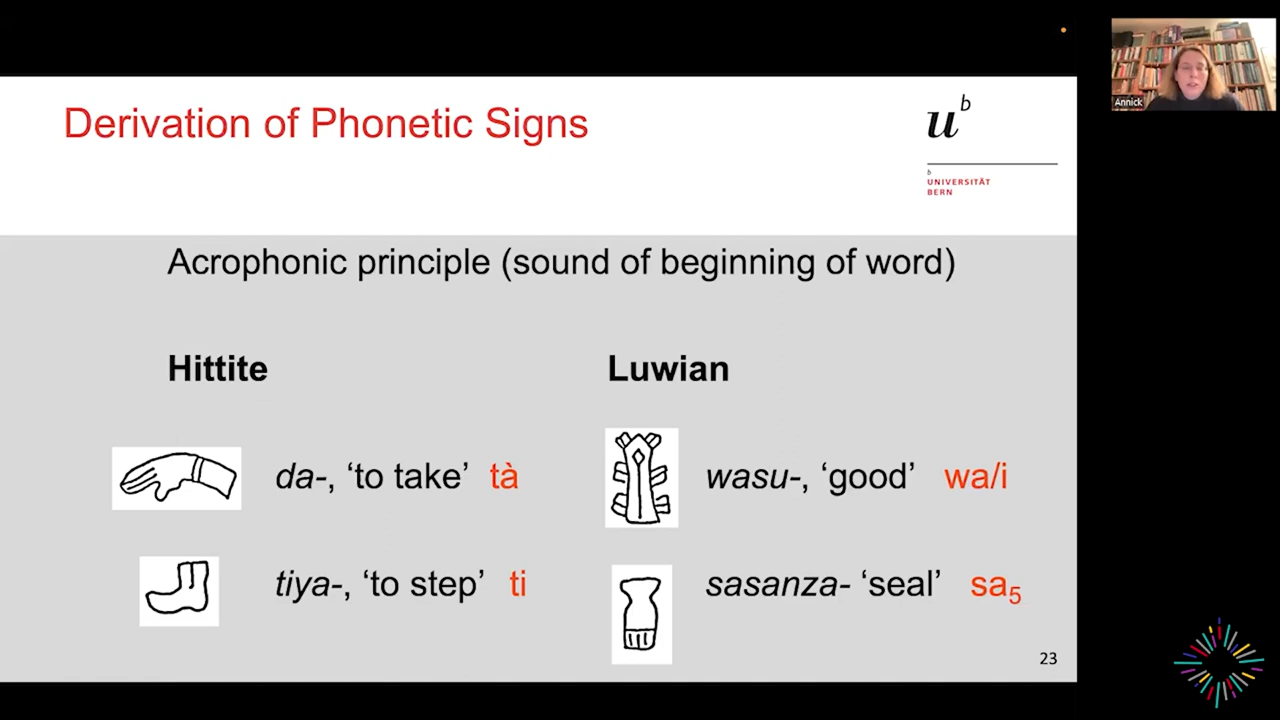 Derivation of Phonetic Signs
u^b
b
UNIVERSITÄT
BERN
Annick
Acrophonic principle (sound of beginning of word)
Hittite
da-, ‘to take’ tà
tiya-, ‘to step’ ti
Luwian
wasu-, ‘good’ wa/i
sasanza- ‘seal’ sa₅
23